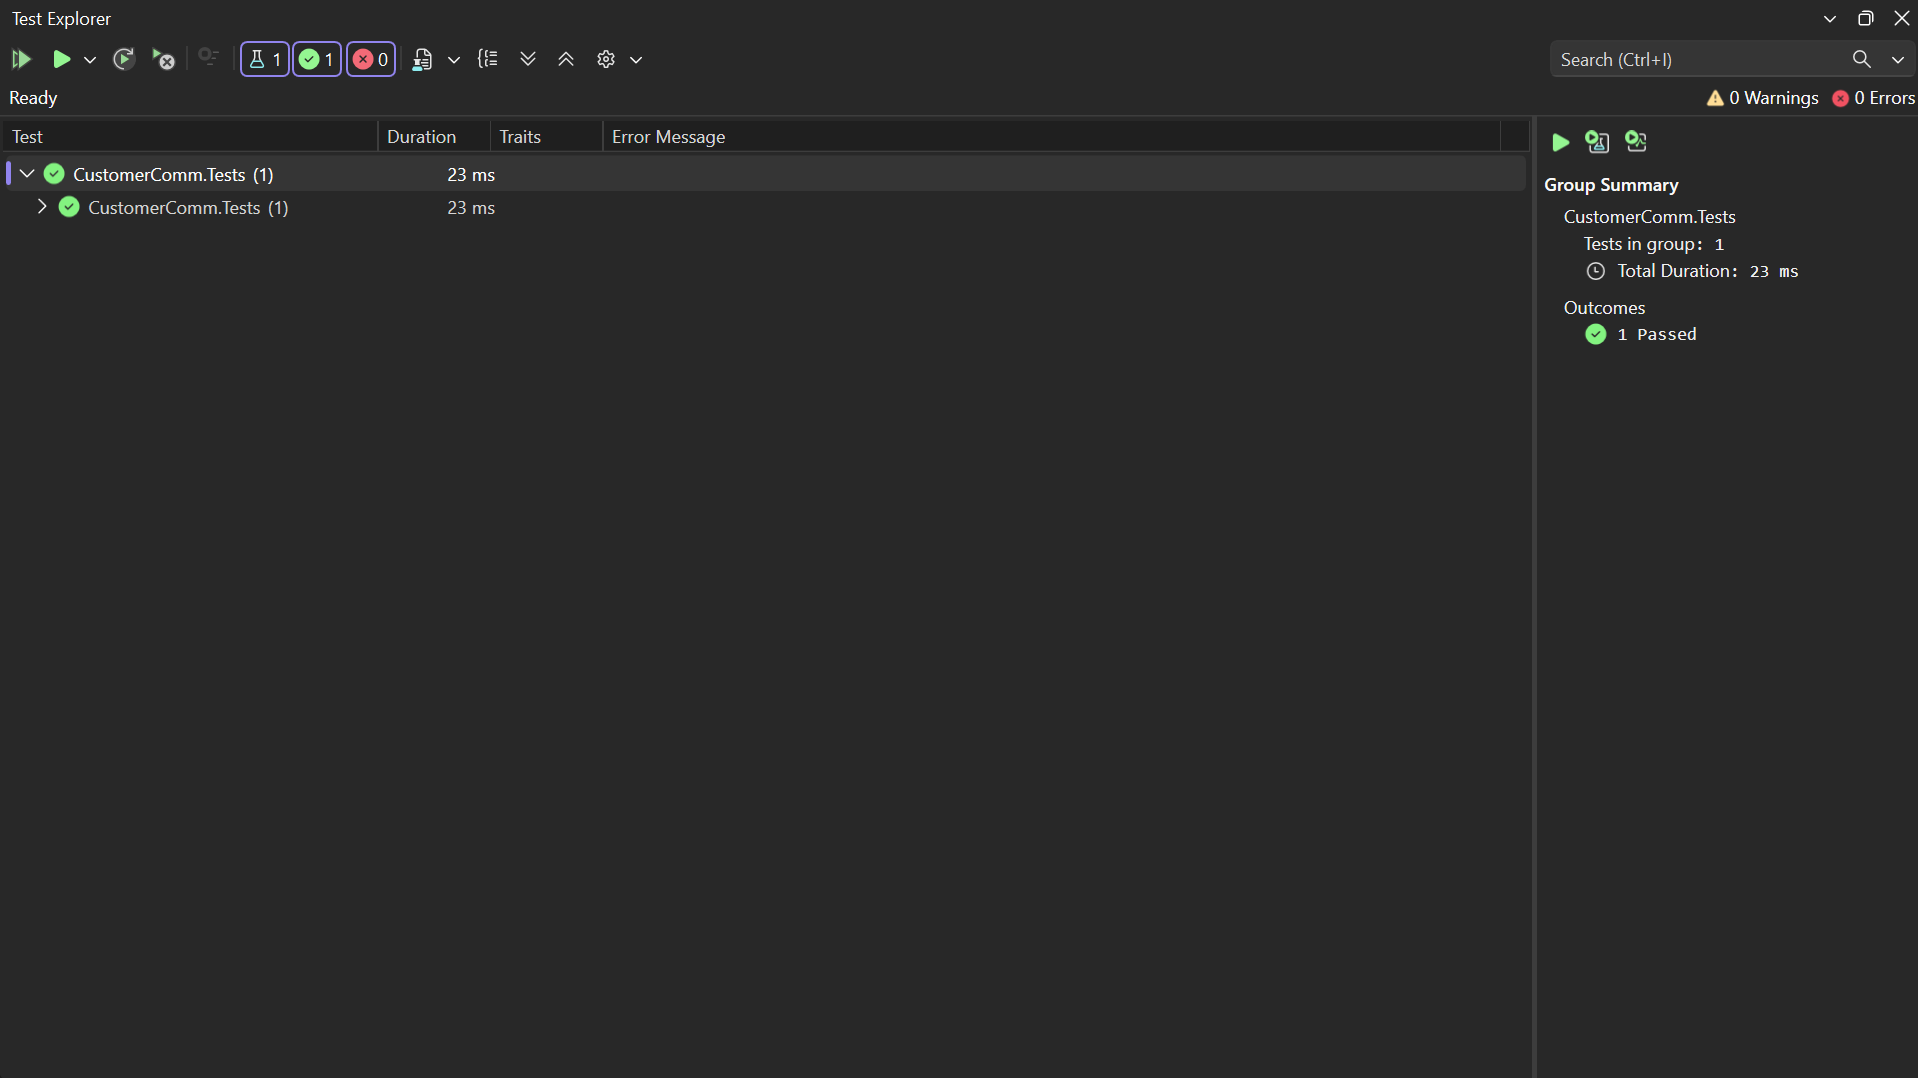 Test Explorer
1 1 0
Search (Ctrl+I)
Ready
0 Warnings 0 Errors
Test Duration Traits Error Message
CustomerComm.Tests (1) 23 ms
CustomerComm.Tests (1) 23 ms
Group Summary
CustomerComm.Tests
Tests in group: 1
Total Duration: 23 ms
Outcomes
1 Passed